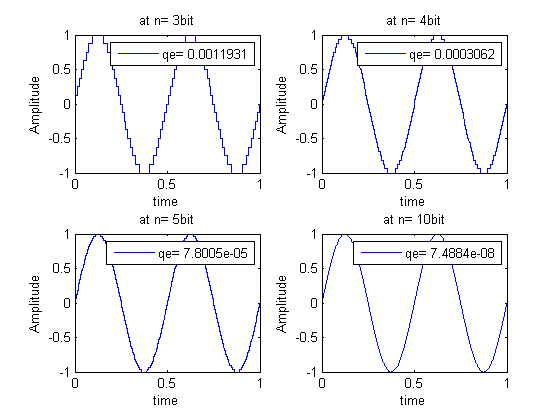 at n= 3bit
1
0.5
0
-0.5
-1
Amplitude
qe= 0.0011931
0
0.5
1
time
at n= 4bit
1
0.5
0
-0.5
-1
Amplitude
qe= 0.0003062
0
0.5
1
time
at n= 5bit
1
0.5
0
-0.5
-1
Amplitude
qe= 7.8005e-05
0
0.5
1
time
at n= 10bit
1
0.5
0
-0.5
-1
Amplitude
qe= 7.4884e-08
0
0.5
1
time